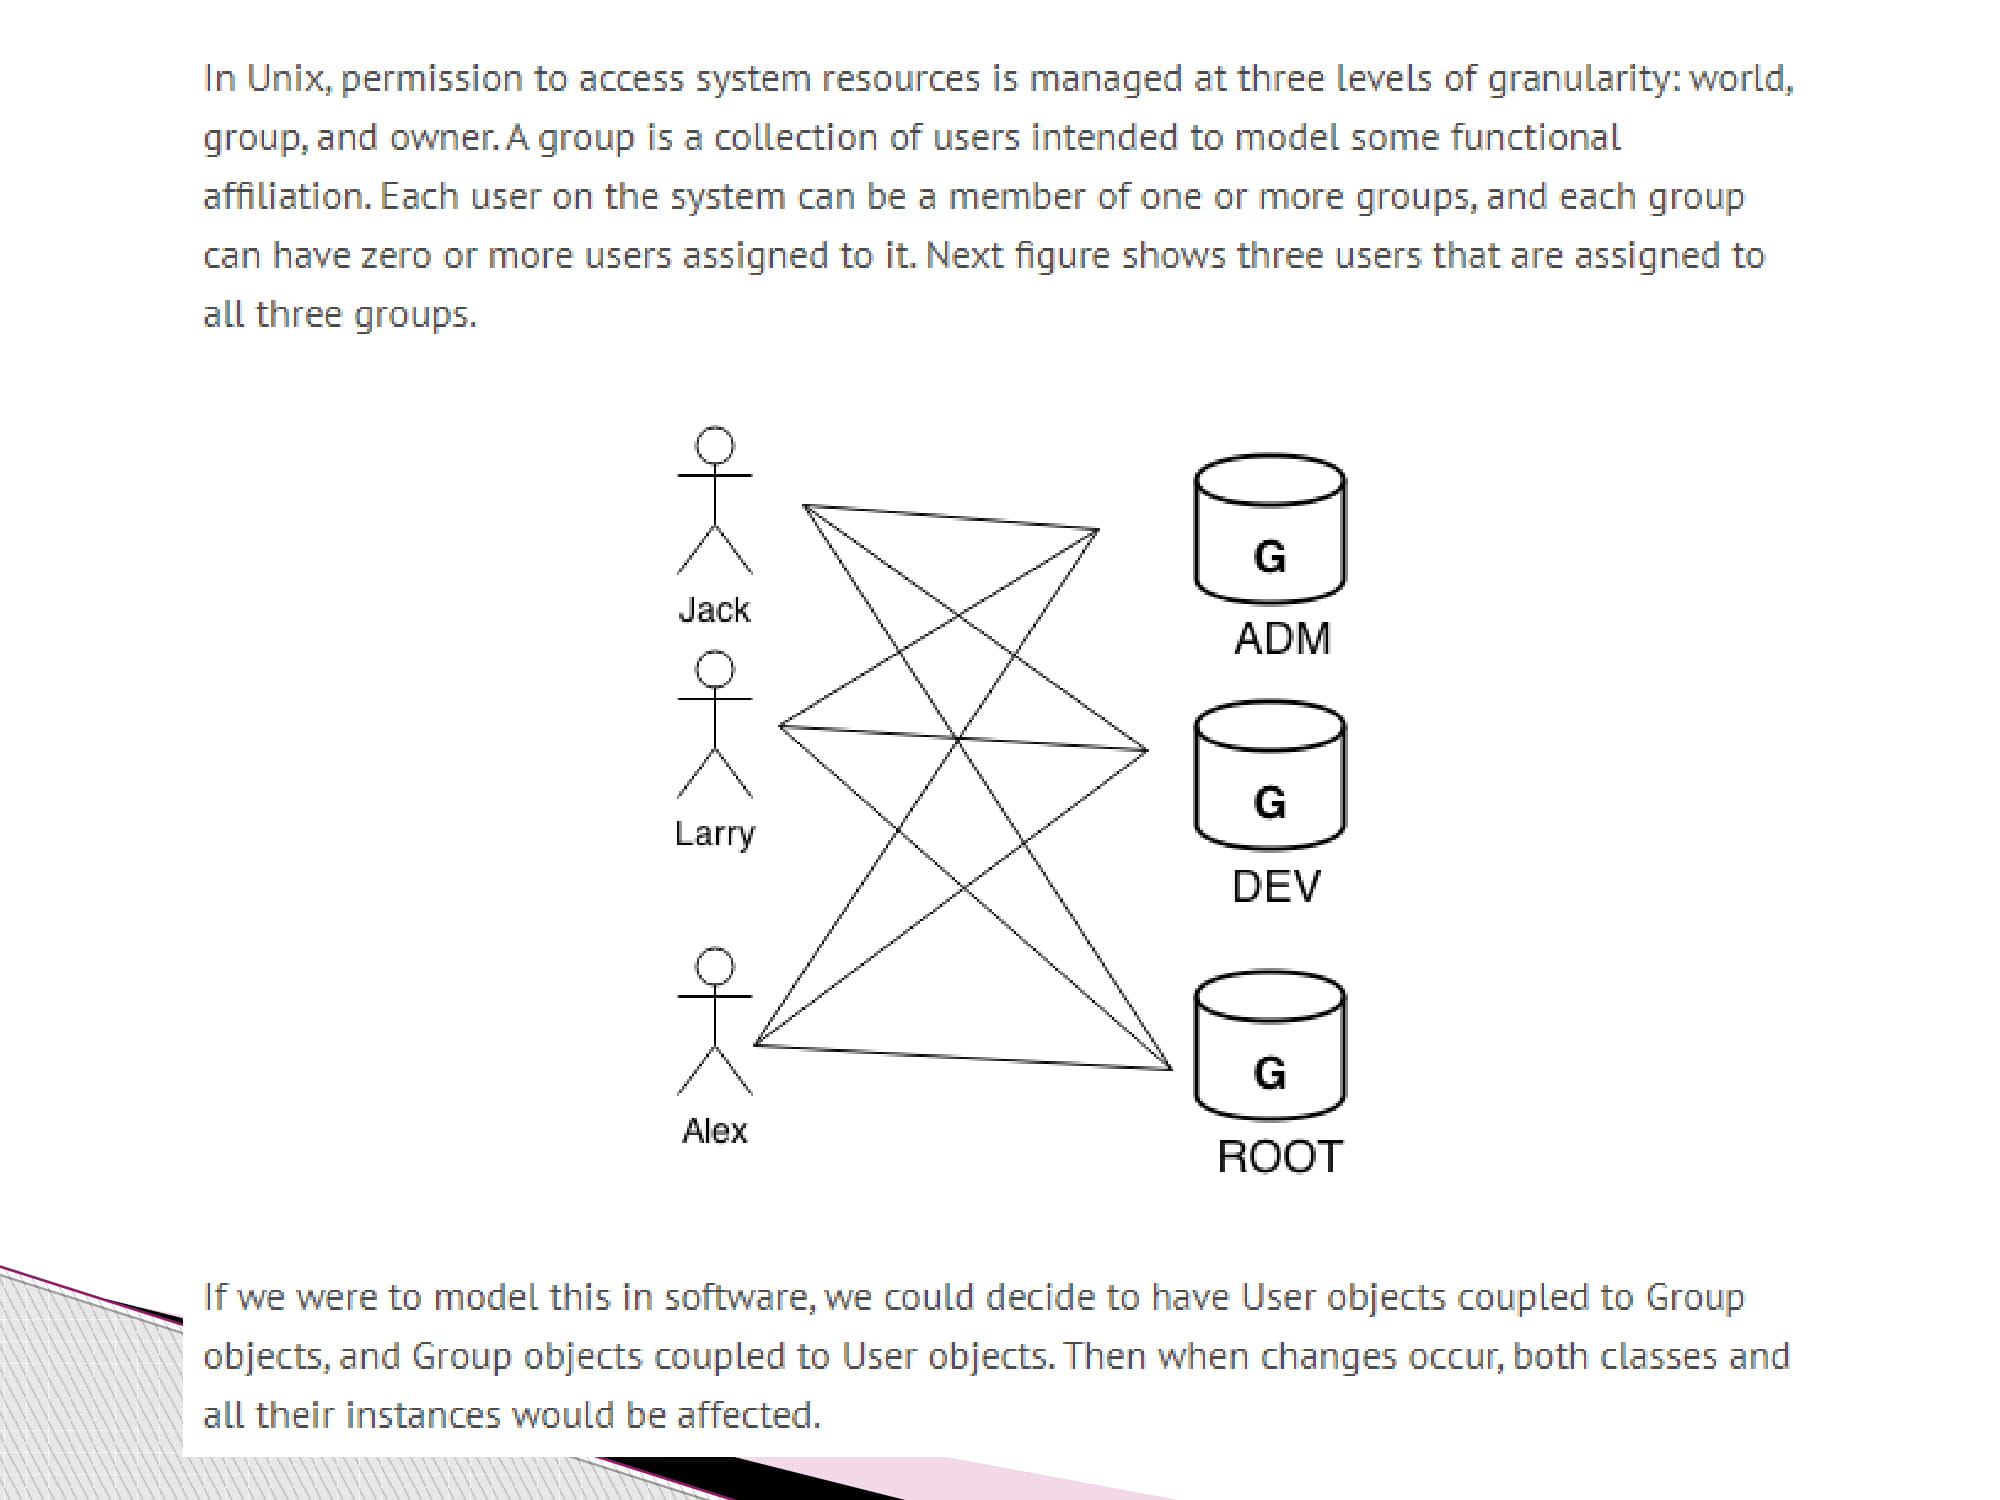 In Unix, permission to access system resources is managed at three levels of granularity: world,
group, and owner. A group is a collection of users intended to model some functional
affiliation. Each user on the system can be a member of one or more groups, and each group
can have zero or more users assigned to it. Next figure shows three users that are assigned to
all three groups.
Jack
G
ADM
Larry
G
DEV
Alex
G
ROOT
If we were to model this in software, we could decide to have User objects coupled to Group
objects, and Group objects coupled to User objects. Then when changes occur, both classes and
all their instances would be affected.